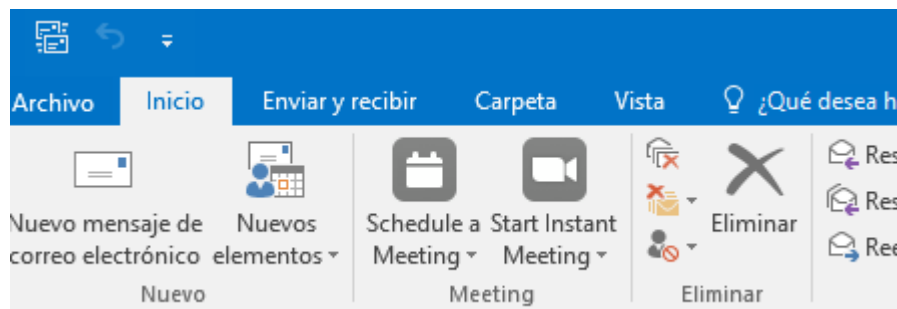 Archivo Inicio Enviar y recibir Carpeta Vista ¿Qué desea h
Nuevo mensaje de correo electrónico
Nuevos elementos
Schedule a Meeting
Start Instant Meeting
Eliminar
Res
Res
Ree
Nuevo Meeting Eliminar